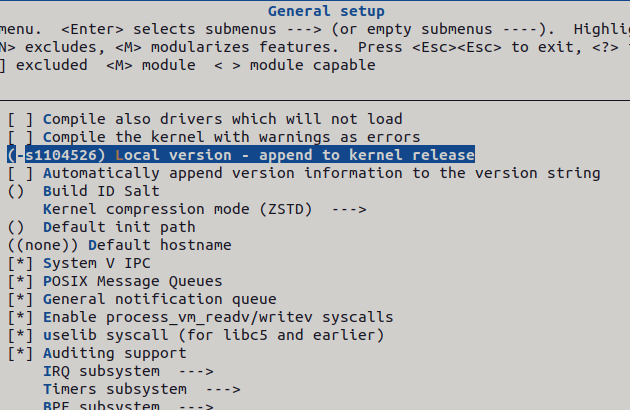 General setup
menu.  <Enter> selects submenus ---> (or empty submenus ----).  Highlig
N> excludes, <M> modularizes features.  Press <Esc><Esc> to exit, <?>
] excluded  <M> module  < > module capable
[ ] Compile also drivers which will not load
[ ] Compile the kernel with warnings as errors
(-s1104526) Local version - append to kernel release
[ ] Automatically append version information to the version string
()  Build ID Salt
    Kernel compression mode (ZSTD)  --->
()  Default init path
((none)) Default hostname
[*] System V IPC
[*] POSIX Message Queues
[*] General notification queue
[*] Enable process_vm_readv/writev syscalls
[*] uselib syscall (for libc5 and earlier)
[*] Auditing support
    IRQ subsystem  --->
    Timers subsystem  --->
    BPF subsystem  --->